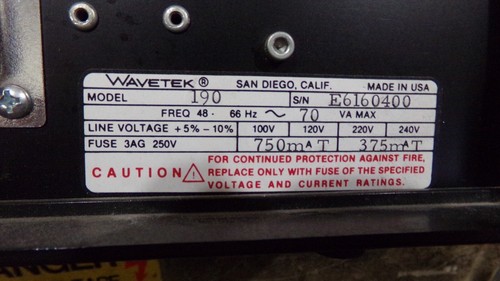 WAVETEK ® SAN DIEGO, CALIF. MADE IN USA
MODEL 190 S/N E6160400
FREQ 48 - 66 Hz ~ 70 VA MAX
LINE VOLTAGE +5% -10% 100V 120V 220V 240V
FUSE 3AG 250V 750mA T 375mA T
CAUTION ! FOR CONTINUED PROTECTION AGAINST FIRE,
REPLACE ONLY WITH FUSE OF THE SPECIFIED
VOLTAGE AND CURRENT RATINGS.